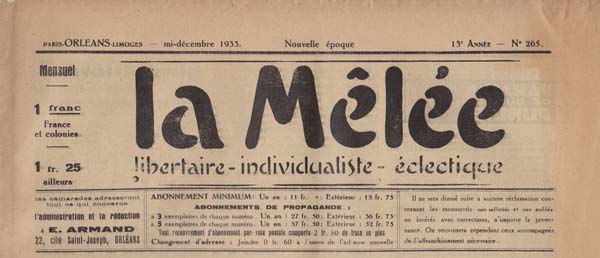 PARIS-ORLEANS-LIMOGES — mi-décembre 1933. Nouvelle époque 13e ANNÉE — No 265.
Mensuel
1 franc
France
et colonies
1 fr. 25
ailleurs
la Mêlée
libertaire - individualiste - éclectique
les camarades adresseront
tout ce qui concerne
l'administration et la rédaction
à E. ARMAND
22, cité Saint-Joseph, ORLÉANS
ABONNEMENT MINIMUM: Un an : 11 fr. »; Extérieur : 15 fr. 75
ABONNEMENTS DE PROPAGANDE :
à 3 exemplaires de chaque numéro. Un an : 27 fr. 50; Extérieur : 36 fr. 75
à 5 exemplaires de chaque numéro. Un an : 37 fr. 50; Extérieur : 52 fr. 75
Tout recouvrement d'abonnement par voie postale comporte 2 fr. 50 de frais en plus
Changement d'adresse : Joindre 0 fr. 60 à l'envoi de l'adresse nouvelle
Il ne sera donné suite à aucune réclamation con-
cernant les manuscrits non sollicités et non publiés
ou insérés avec corrections, n'importe la prove-
nance. On retournera cependant ceux accompagnés
de l'affranchissement nécessaire.